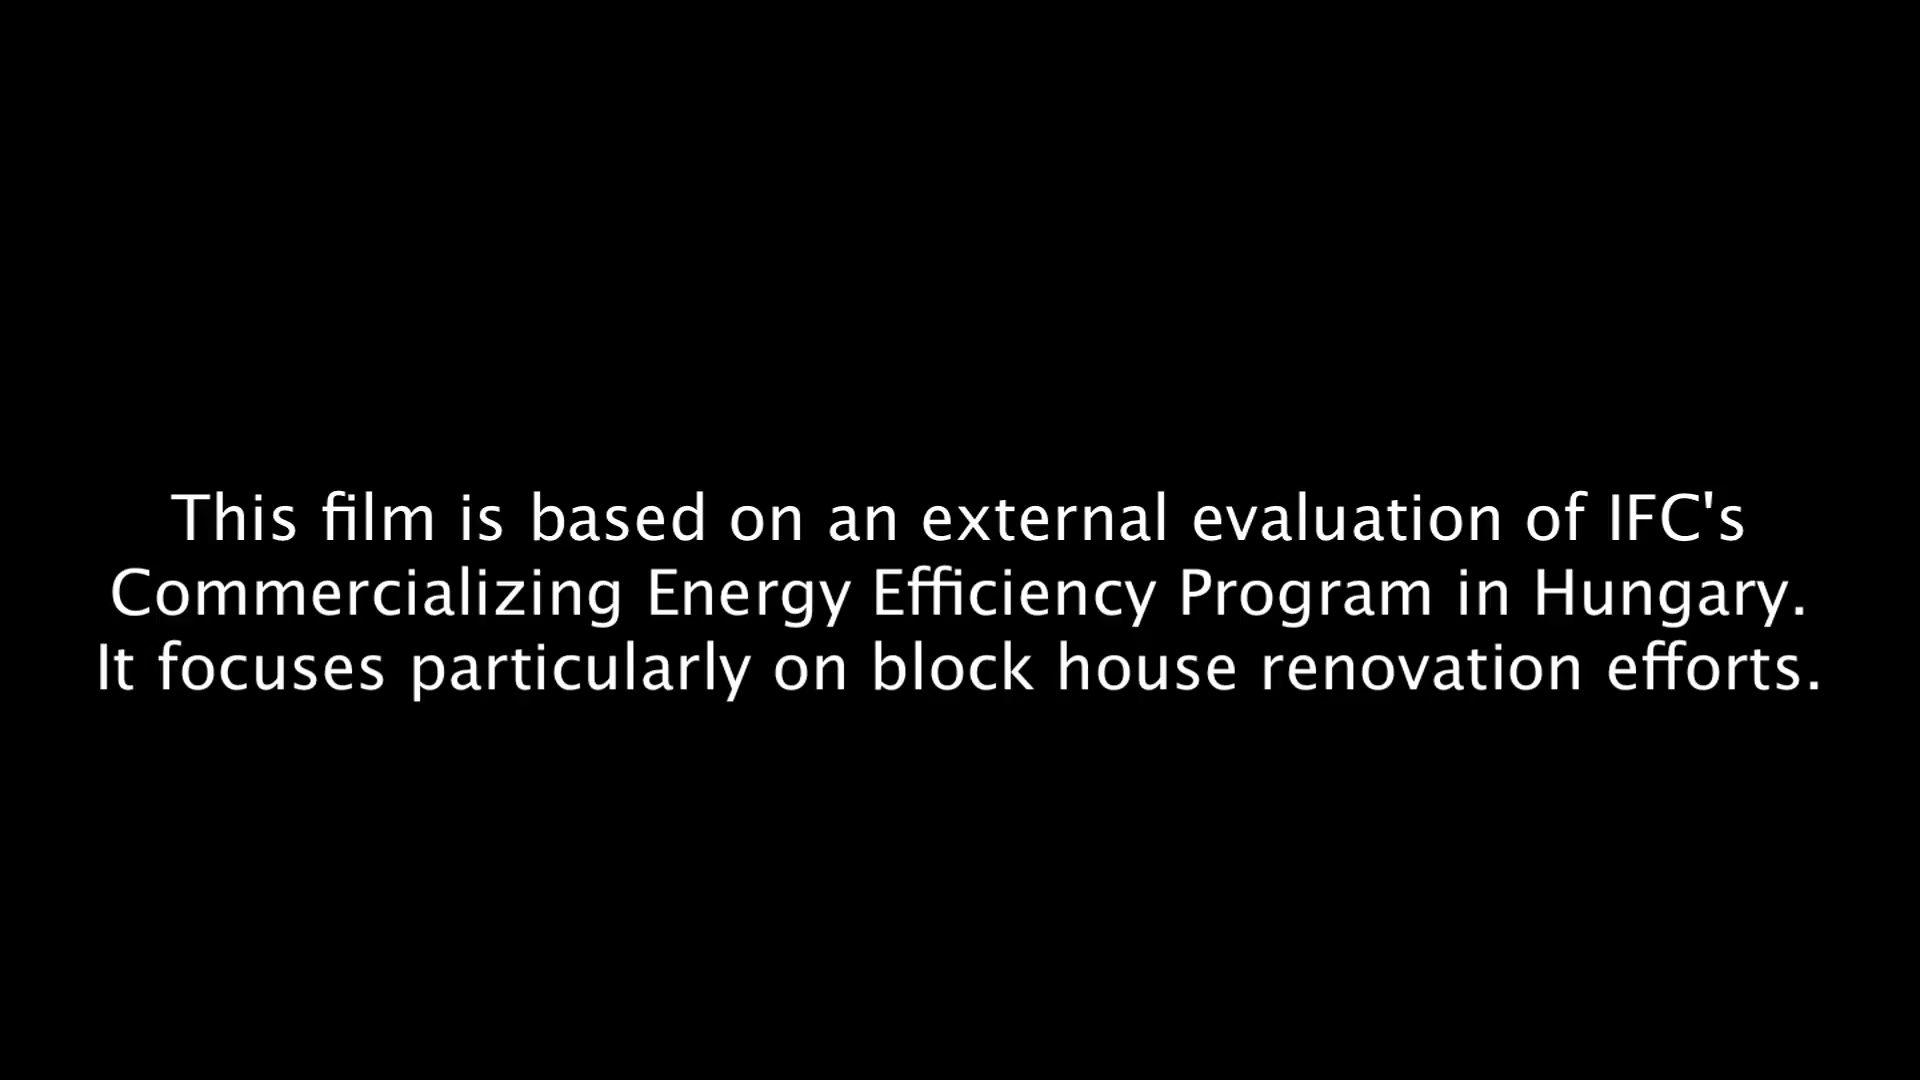 This film is based on an external evaluation of IFC's
Commercializing Energy Efficiency Program in Hungary.
It focuses particularly on block house renovation efforts.